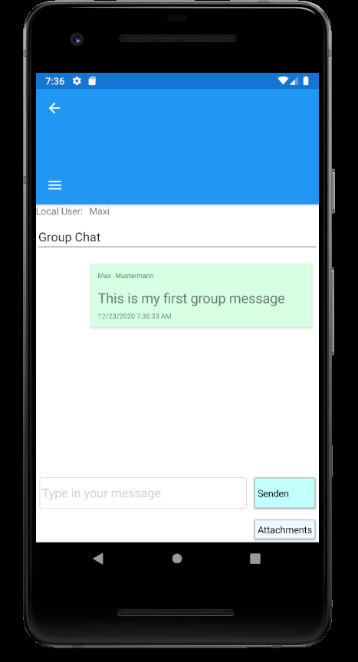 7:36
Local User: Maxi
Group Chat
Max Mustermann
This is my first group message
12/23/2020 7:36:33 AM
Type in your message
Senden
Attachments